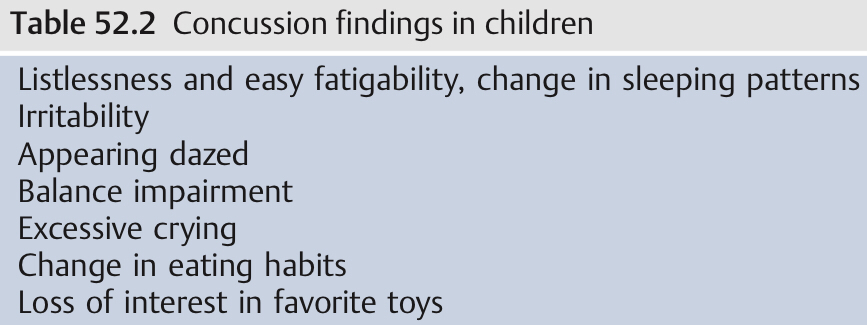 Table 52.2 Concussion findings in children
Listlessness and easy fatigability, change in sleeping patterns
Irritability
Appearing dazed
Balance impairment
Excessive crying
Change in eating habits
Loss of interest in favorite toys